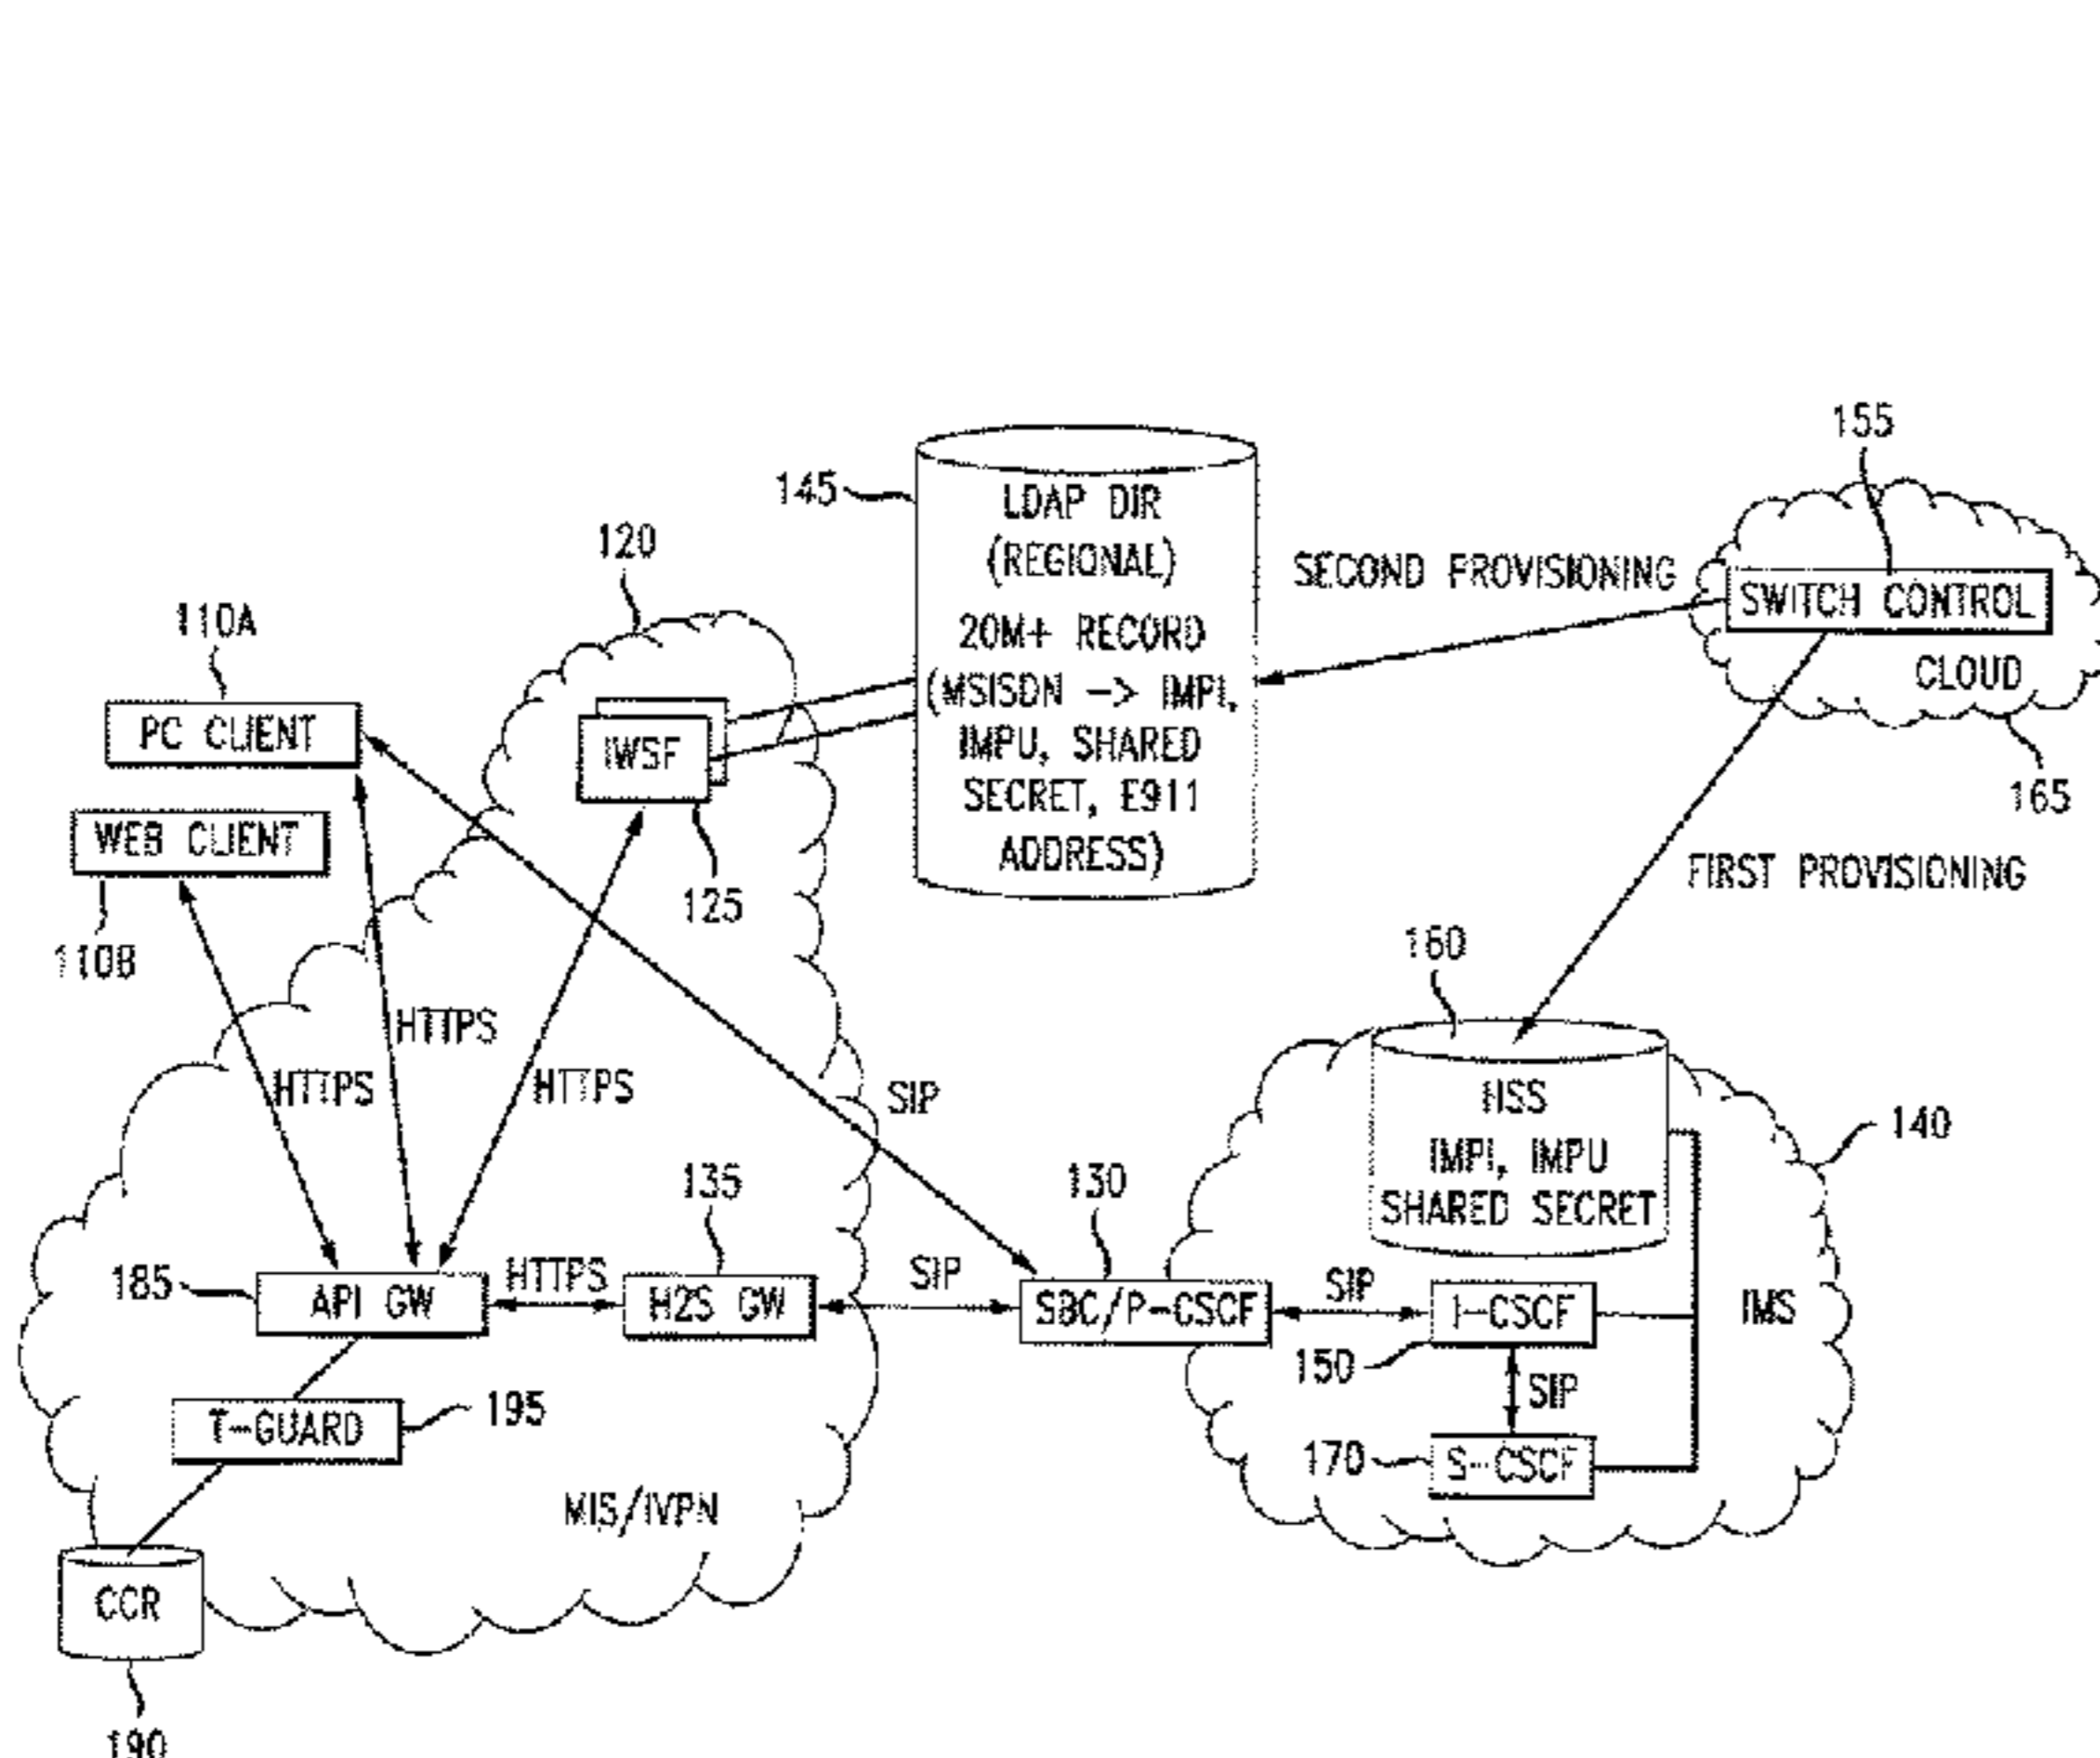 155
145
LDAP DIR
(REGIONAL)
20M+ RECORD
(MSISDN -> IMPI,
IMPU, SHARED
SECRET, E911
ADDRESS)
SECOND PROVISIONING
SWITCH CONTROL
CLOUD
165
120
110A
PC CLIENT
IWSF
WEB CLIENT
125
110B
FIRST PROVISIONING
160
HTTPS
HTTPS
HTTPS
SIP
HSS
IMPI, IMPU
SHARED SECRET
140
135
130
185
API GW
HTTPS
H2S GW
SIP
SBC/P-CSCF
SIP
I-CSCF
IMS
150
SIP
T-GUARD
195
170
S-CSCF
MIS/IVPN
CCR
190